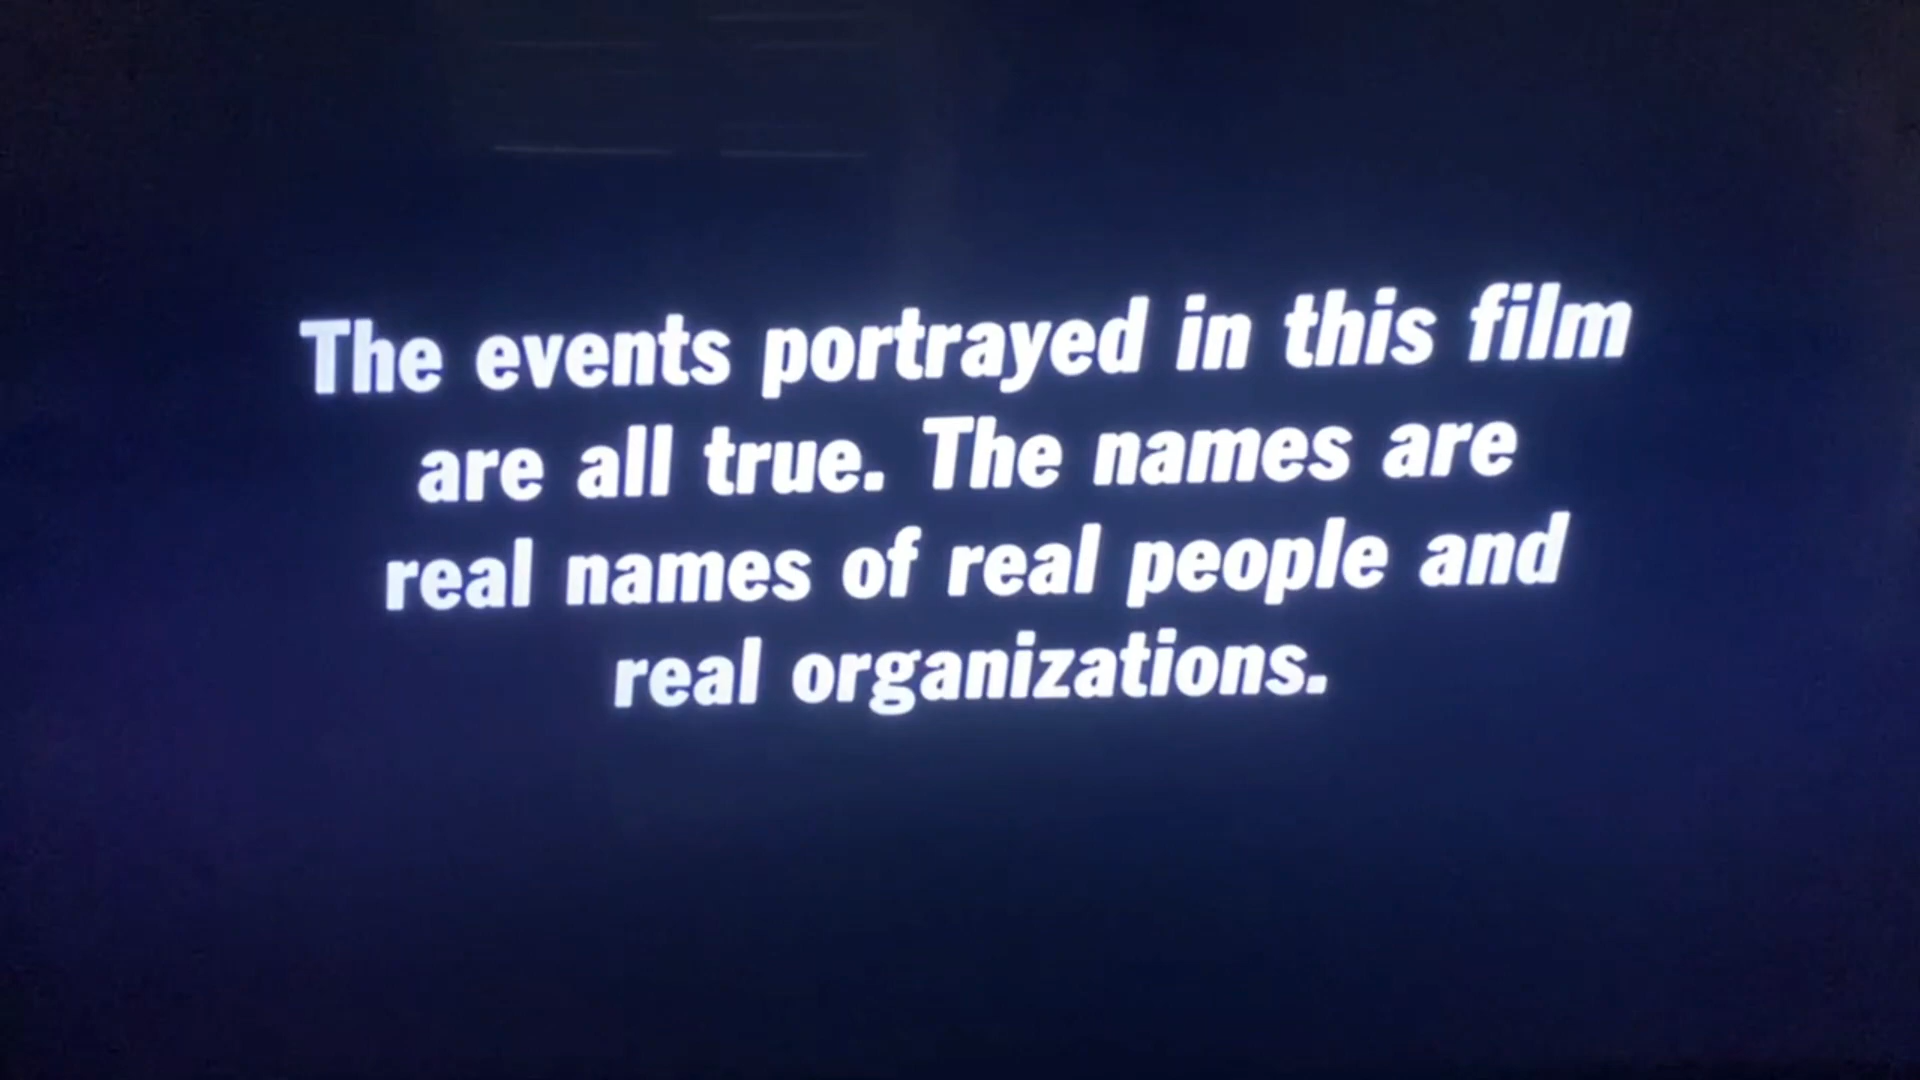 The events portrayed in this film
are all true. The names are
real names of real people and
real organizations.